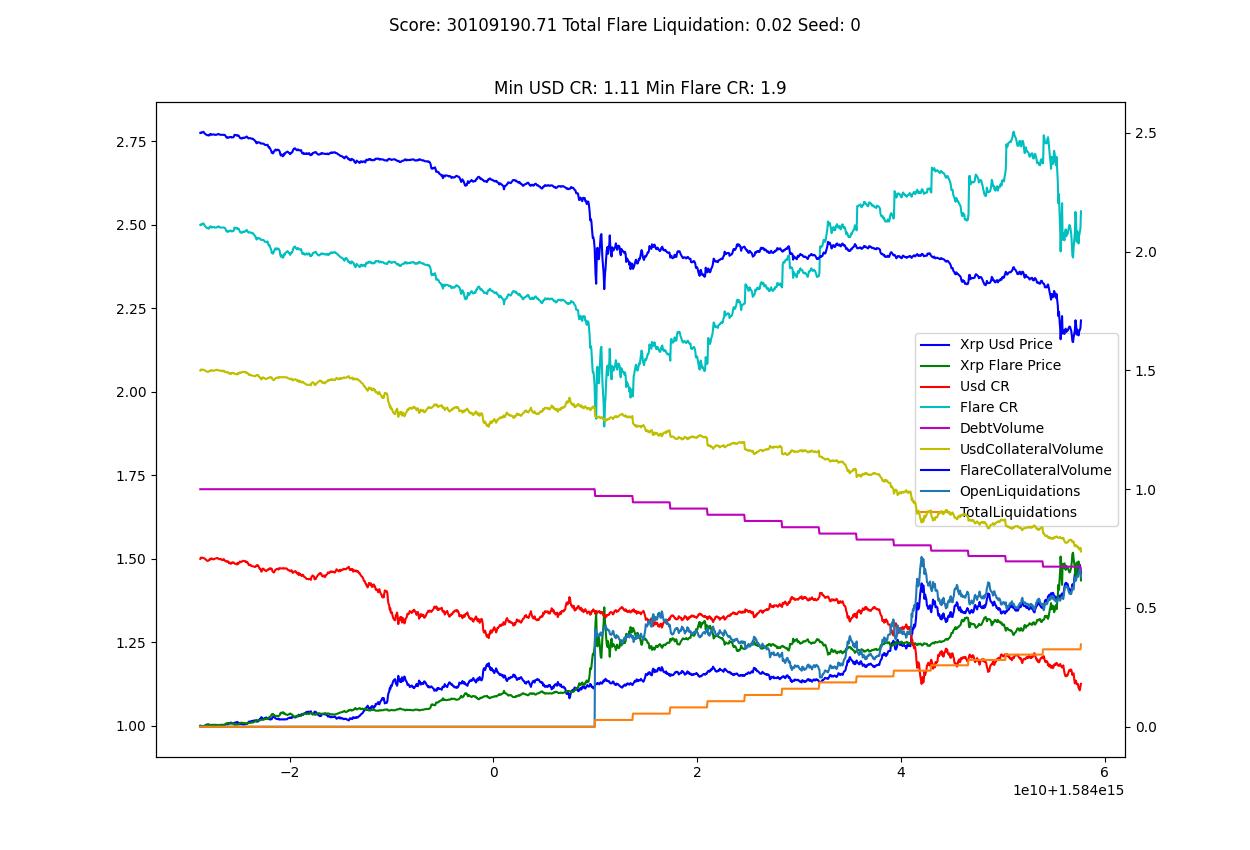 Score: 30109190.71 Total Flare Liquidation: 0.02 Seed: 0
Min USD CR: 1.11 Min Flare CR: 1.9
2.75
2.50
2.25
2.00
1.75
1.50
1.25
1.00
2.5
2.0
1.5
1.0
0.5
0.0
Xrp Usd Price
Xrp Flare Price
Usd CR
Flare CR
DebtVolume
UsdCollateralVolume
FlareCollateralVolume
OpenLiquidations
TotalLiquidations
−2 0 2 4 6
1e10+1.584e15